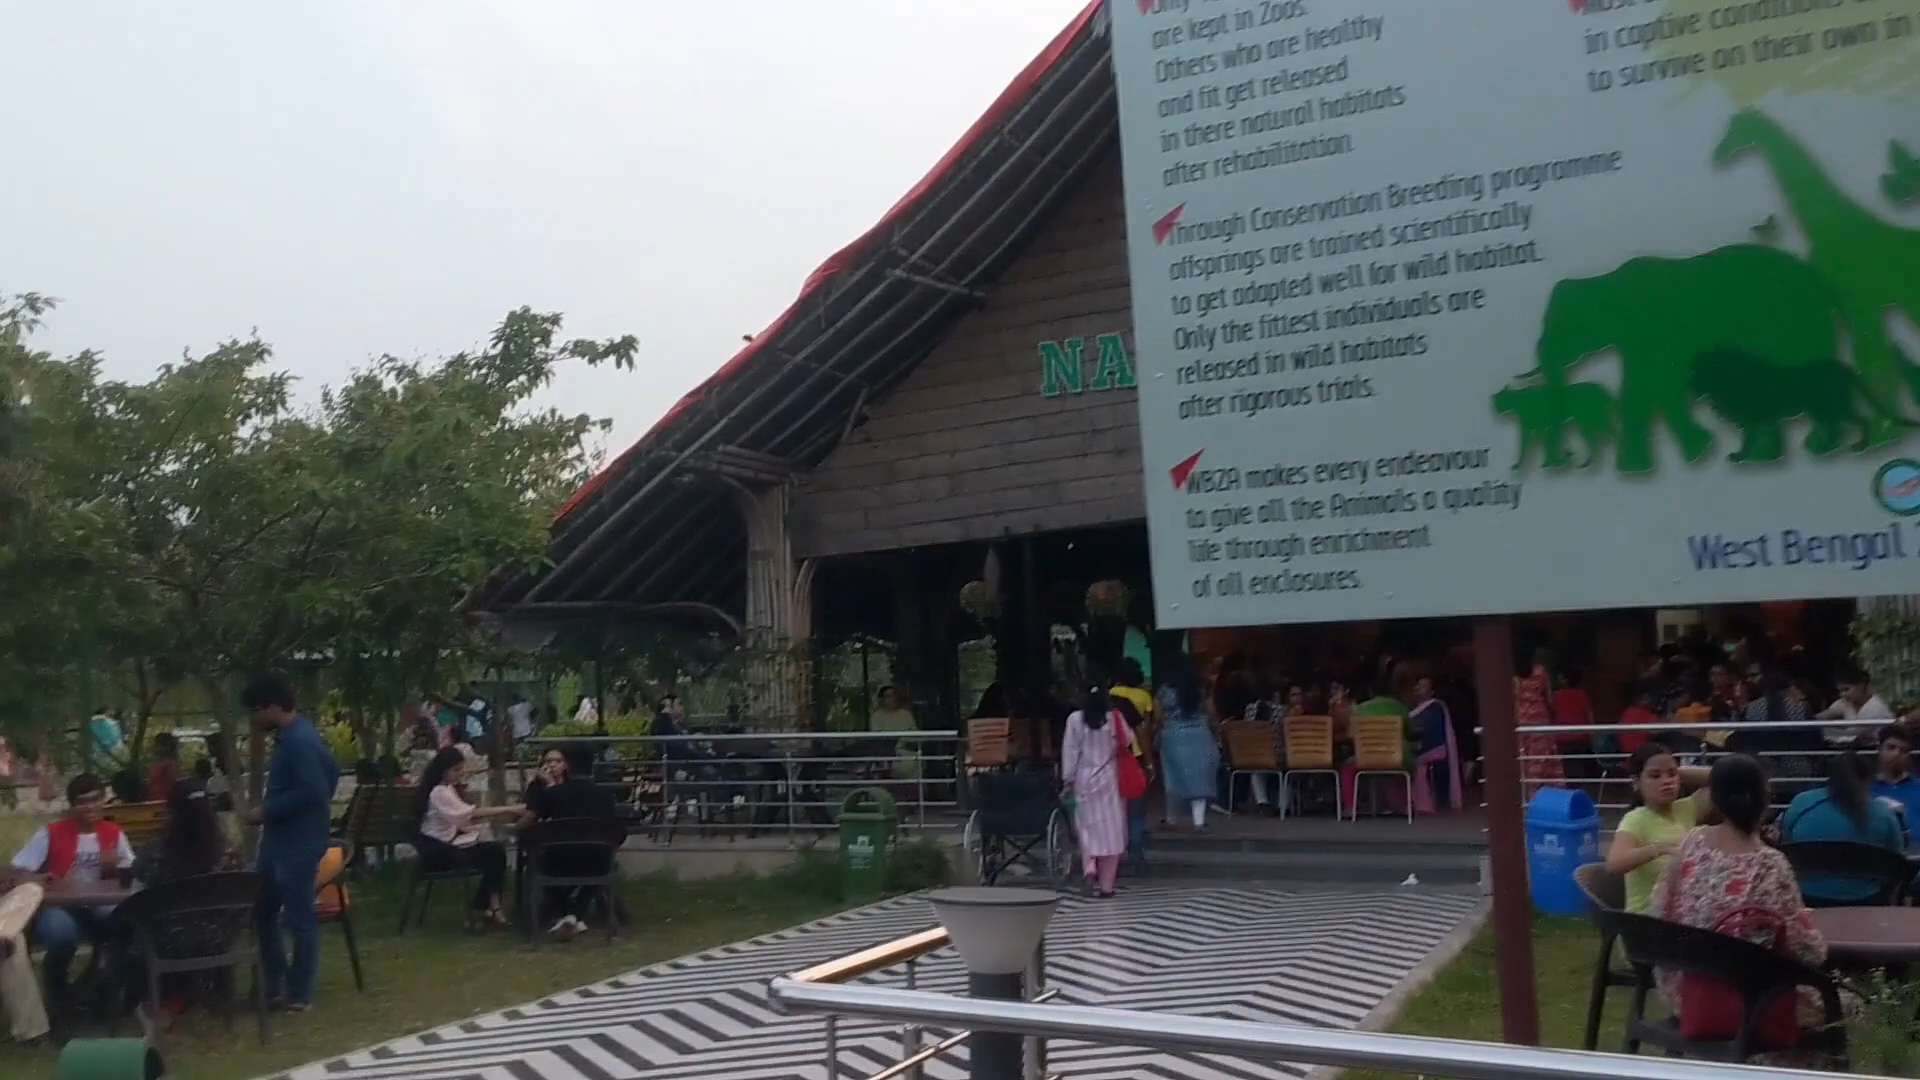 are kept in Zoos.
Others who are healthy
and fit get released
in there natural habitats
after rehabilitation.
Through Conservation Breeding programme
offsprings are trained scientifically
to get adapted well for wild habitat.
Only the fittest individuals are
released in wild habitats
after rigorous trials.
WBZA makes every endeavour
to give all the Animals a quality
life through enrichment
of all enclosures.
in captive conditions
to survive on their own in
West Bengal
NA